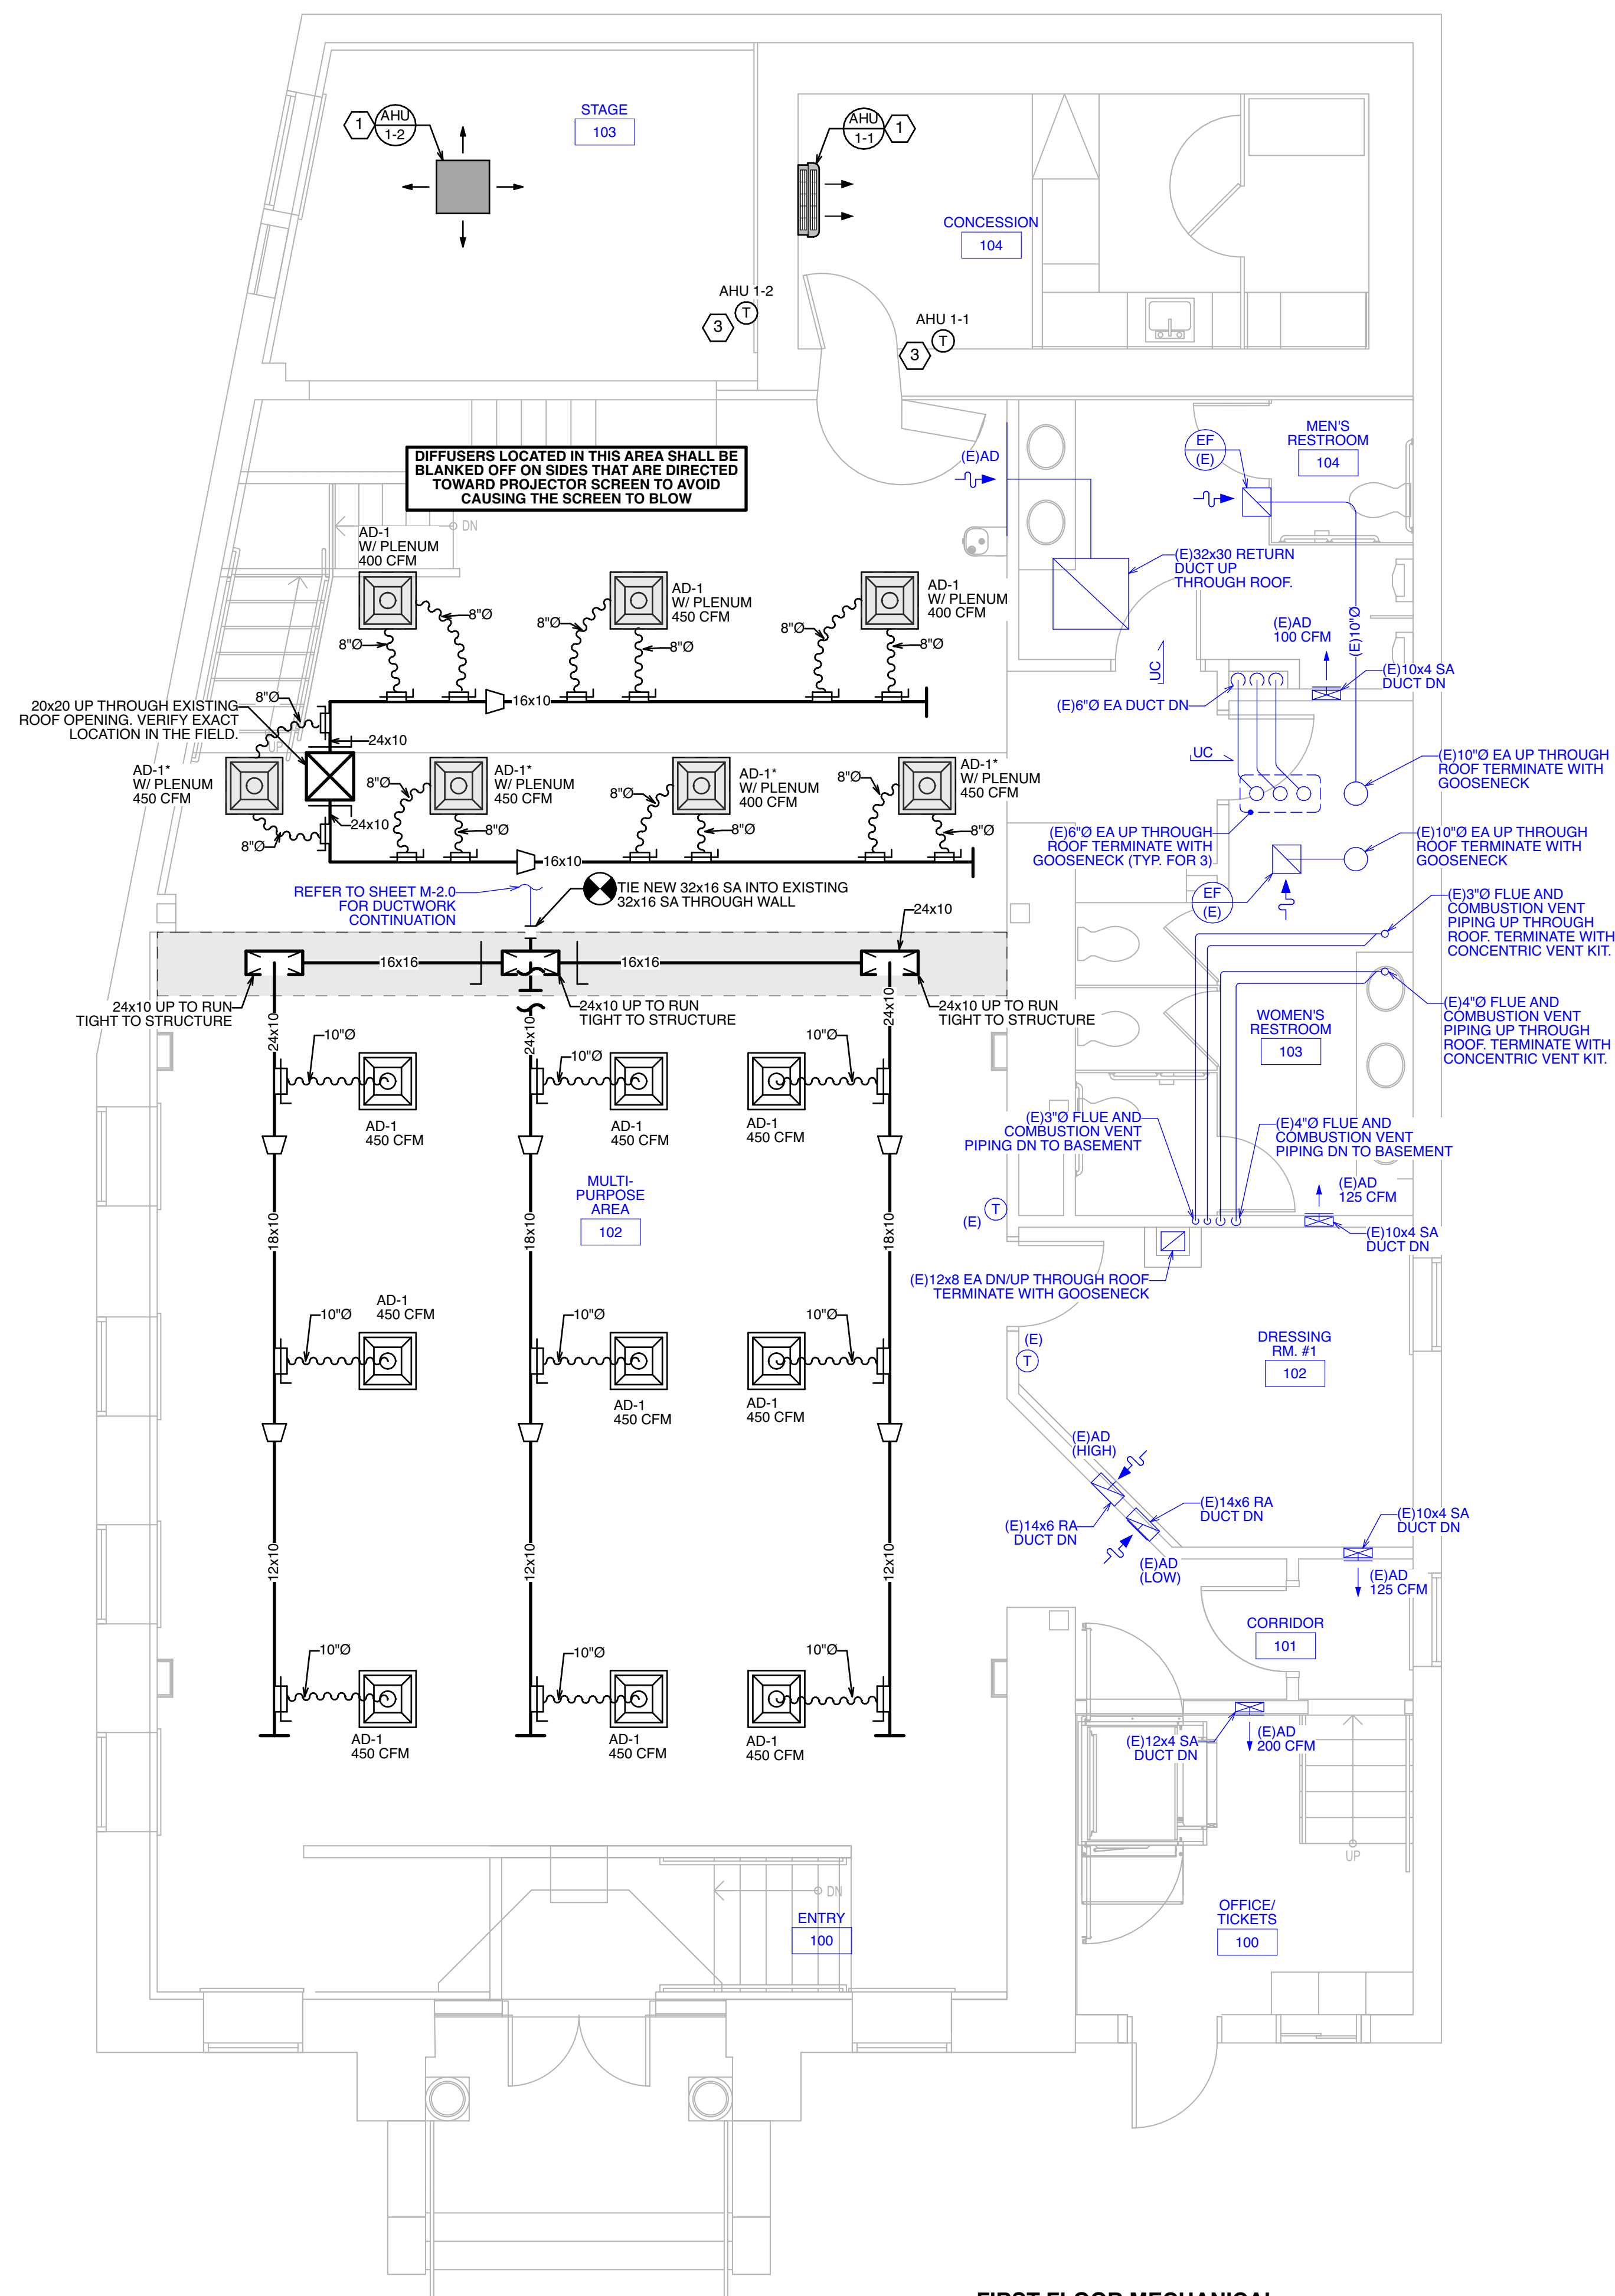 STAGE
103
1
AHU
1-2
AHU
1-1
1
CONCESSION
104
AHU 1-2
T
3
AHU 1-1
T
3
DIFFUSERS LOCATED IN THIS AREA SHALL BE
BLANKED OFF ON SIDES THAT ARE DIRECTED
TOWARD PROJECTOR SCREEN TO AVOID
CAUSING THE SCREEN TO BLOW
(E)AD
EF
(E)
MEN'S
RESTROOM
104
DN
AD-1
W/ PLENUM
400 CFM
AD-1
W/ PLENUM
450 CFM
AD-1
W/ PLENUM
400 CFM
(E)32x30 RETURN
DUCT UP
THROUGH ROOF.
8"Ø
8"Ø
8"Ø
8"Ø
8"Ø
8"Ø
(E)AD
100 CFM
(E)10"Ø
UC
(E)10x4 SA
DUCT DN
(E)6"Ø EA DUCT DN
20x20 UP THROUGH EXISTING
ROOF OPENING. VERIFY EXACT
LOCATION IN THE FIELD.
8"Ø
16x10
UP
24x10
UC
(E)10"Ø EA UP THROUGH
ROOF TERMINATE WITH
GOOSENECK
AD-1*
W/ PLENUM
450 CFM
AD-1*
W/ PLENUM
450 CFM
AD-1*
W/ PLENUM
400 CFM
AD-1*
W/ PLENUM
450 CFM
8"Ø
8"Ø
8"Ø
24x10
8"Ø
8"Ø
8"Ø
8"Ø
16x10
(E)6"Ø EA UP THROUGH
ROOF TERMINATE WITH
GOOSENECK (TYP. FOR 3)
(E)10"Ø EA UP THROUGH
ROOF TERMINATE WITH
GOOSENECK
EF
(E)
REFER TO SHEET M-2.0
FOR DUCTWORK
CONTINUATION
TIE NEW 32x16 SA INTO EXISTING
32x16 SA THROUGH WALL
24x10
(E)3"Ø FLUE AND
COMBUSTION VENT
PIPING UP THROUGH
ROOF. TERMINATE WITH
CONCENTRIC VENT KIT.
16x16
16x16
24x10 UP TO RUN
TIGHT TO STRUCTURE
24x10 UP TO RUN
TIGHT TO STRUCTURE
24x10 UP TO RUN
TIGHT TO STRUCTURE
24x10
24x10
24x10
(E)4"Ø FLUE AND
COMBUSTION VENT
PIPING UP THROUGH
ROOF. TERMINATE WITH
CONCENTRIC VENT KIT.
WOMEN'S
RESTROOM
103
10"Ø
10"Ø
10"Ø
AD-1
450 CFM
AD-1
450 CFM
AD-1
450 CFM
(E)3"Ø FLUE AND
COMBUSTION VENT
PIPING DN TO BASEMENT
(E)4"Ø FLUE AND
COMBUSTION VENT
PIPING DN TO BASEMENT
MULTI-
PURPOSE
AREA
102
18x10
18x10
18x10
T
(E)
(E)AD
125 CFM
(E)10x4 SA
DUCT DN
(E)12x8 EA DN/UP THROUGH ROOF
TERMINATE WITH GOOSENECK
10"Ø
AD-1
450 CFM
10"Ø
10"Ø
AD-1
450 CFM
AD-1
450 CFM
(E)
T
DRESSING
RM. #1
102
(E)AD
(HIGH)
(E)14x6 RA
DUCT DN
(E)14x6 RA
DUCT DN
(E)AD
(LOW)
(E)10x4 SA
DUCT DN
(E)AD
125 CFM
12x10
12x10
12x10
CORRIDOR
101
10"Ø
10"Ø
10"Ø
AD-1
450 CFM
AD-1
450 CFM
AD-1
450 CFM
(E)12x4 SA
DUCT DN
(E)AD
200 CFM
UP
DN
ENTRY
100
OFFICE/
TICKETS
100